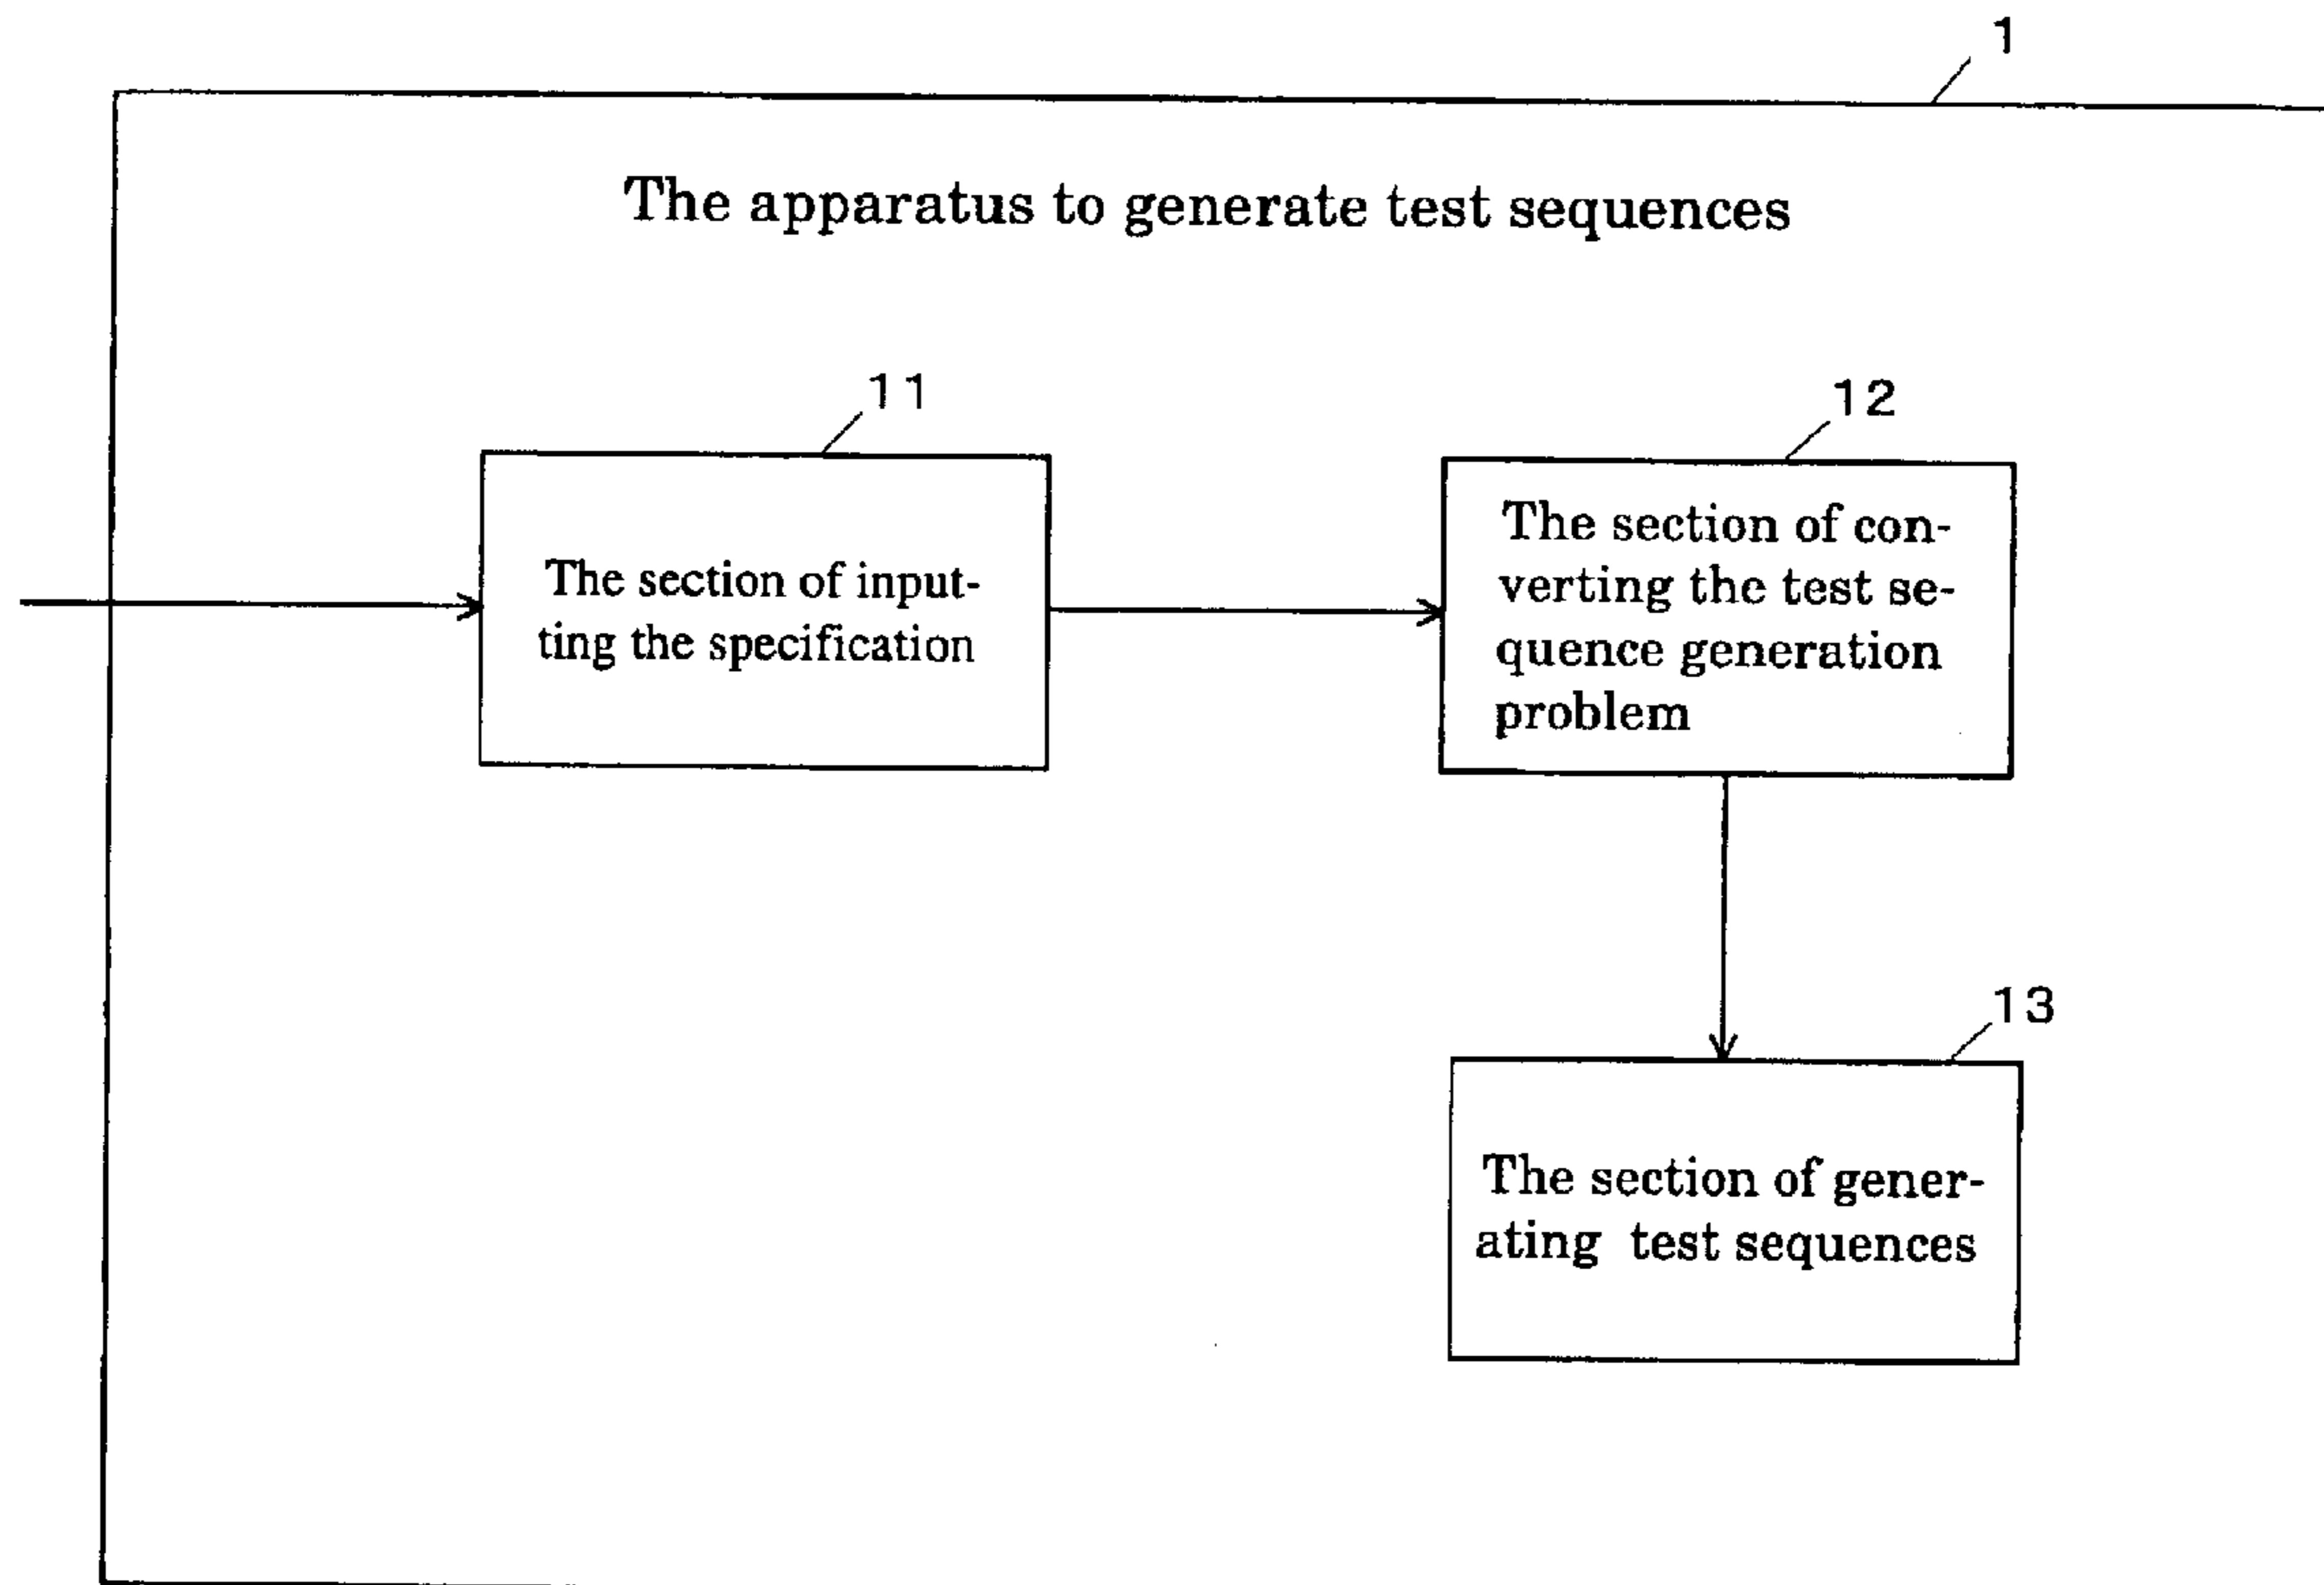 1
The apparatus to generate test sequences
11
The section of input-
ting the specification
12
The section of con-
verting the test se-
quence generation
problem
13
The section of gener-
ating test sequences